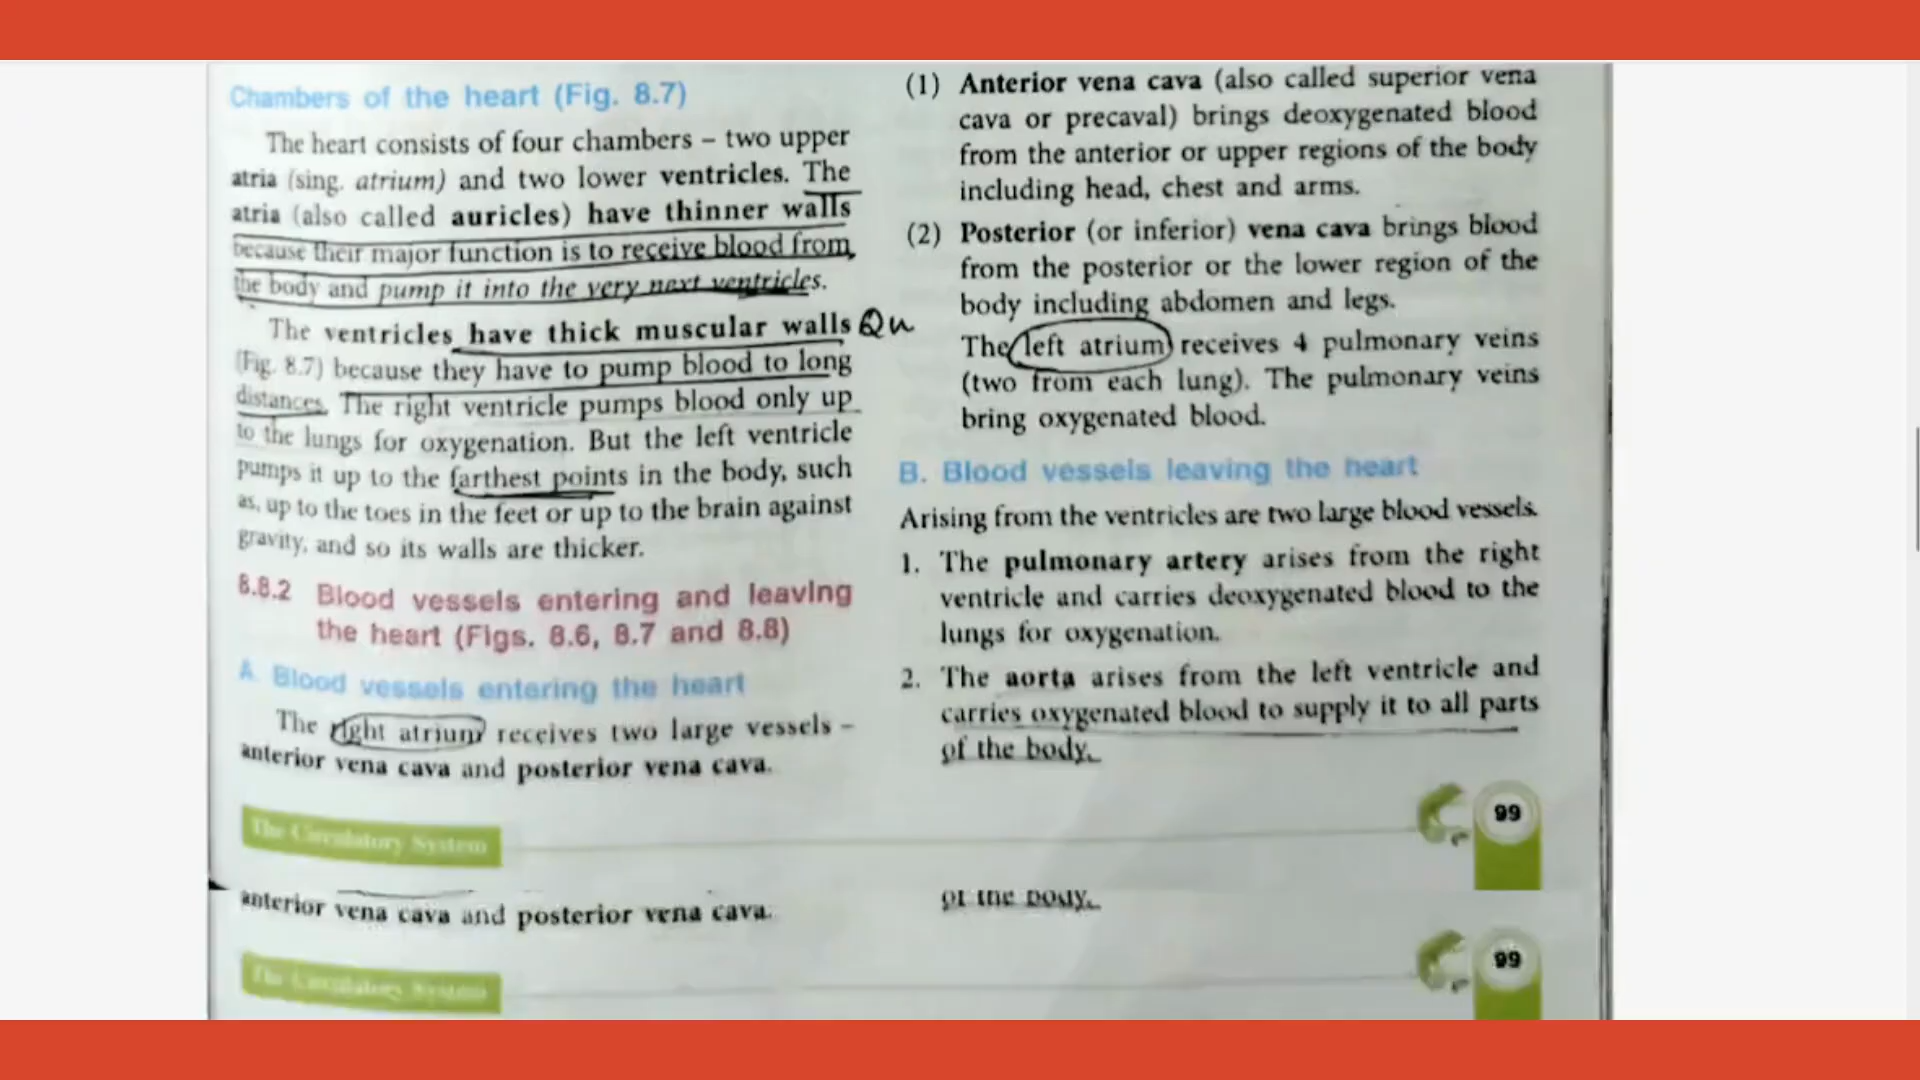 Chambers of the heart (Fig. 8.7)
The heart consists of four chambers – two upper
atria (sing. atrium) and two lower ventricles. The
atria (also called auricles) have thinner walls
because their major function is to receive blood from
the body and pump it into the very next ventricles.
The ventricles have thick muscular walls Qu
(Fig. 8.7) because they have to pump blood to long
distances. The right ventricle pumps blood only up
to the lungs for oxygenation. But the left ventricle
pumps it up to the farthest points in the body, such
as, up to the toes in the feet or up to the brain against
gravity, and so its walls are thicker.
8.8.2 Blood vessels entering and leaving
the heart (Figs. 8.6, 8.7 and 8.8)
A. Blood vessels entering the heart
The right atrium receives two large vessels –
anterior vena cava and posterior vena cava.
(1) Anterior vena cava (also called superior vena
cava or precaval) brings deoxygenated blood
from the anterior or upper regions of the body
including head, chest and arms.
(2) Posterior (or inferior) vena cava brings blood
from the posterior or the lower region of the
body including abdomen and legs.
The left atrium receives 4 pulmonary veins
(two from each lung). The pulmonary veins
bring oxygenated blood.
B. Blood vessels leaving the heart
Arising from the ventricles are two large blood vessels.
1. The pulmonary artery arises from the right
ventricle and carries deoxygenated blood to the
lungs for oxygenation.
2. The aorta arises from the left ventricle and
carries oxygenated blood to supply it to all parts
of the body.
The Circulatory System
99
anterior vena cava and posterior vena cava.
of the body.
The Circulatory System
99